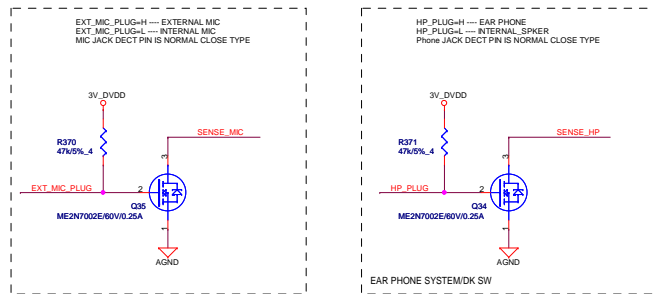 EXT_MIC_PLUG=H ---- EXTERNAL MIC
EXT_MIC_PLUG=L ---- INTERNAL MIC
MIC JACK DECT PIN IS NORMAL CLOSE TYPE
3V_DVDD
R370
47k/5%_4
SENSE_MIC
3
EXT_MIC_PLUG
2
Q35
ME2N7002E/60V/0.25A
1
AGND
HP_PLUG=H ---- EAR PHONE
HP_PLUG=L ---- INTERNAL_SPKER
Phone JACK DECT PIN IS NORMAL CLOSE TYPE
3V_DVDD
R371
47k/5%_4
SENSE_HP
3
HP_PLUG
2
Q34
ME2N7002E/60V/0.25A
1
AGND
EAR PHONE SYSTEM/DK SW